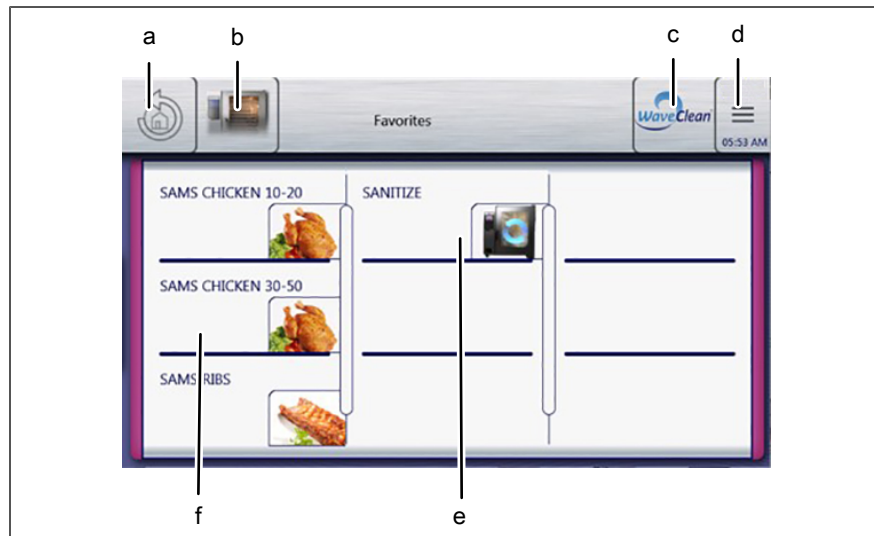 a
b
c
d
Favorites
WaveClean
05:53 AM
SAMS CHICKEN 10-20
SANITIZE
SAMS CHICKEN 30-50
SAMS RIBS
f
e